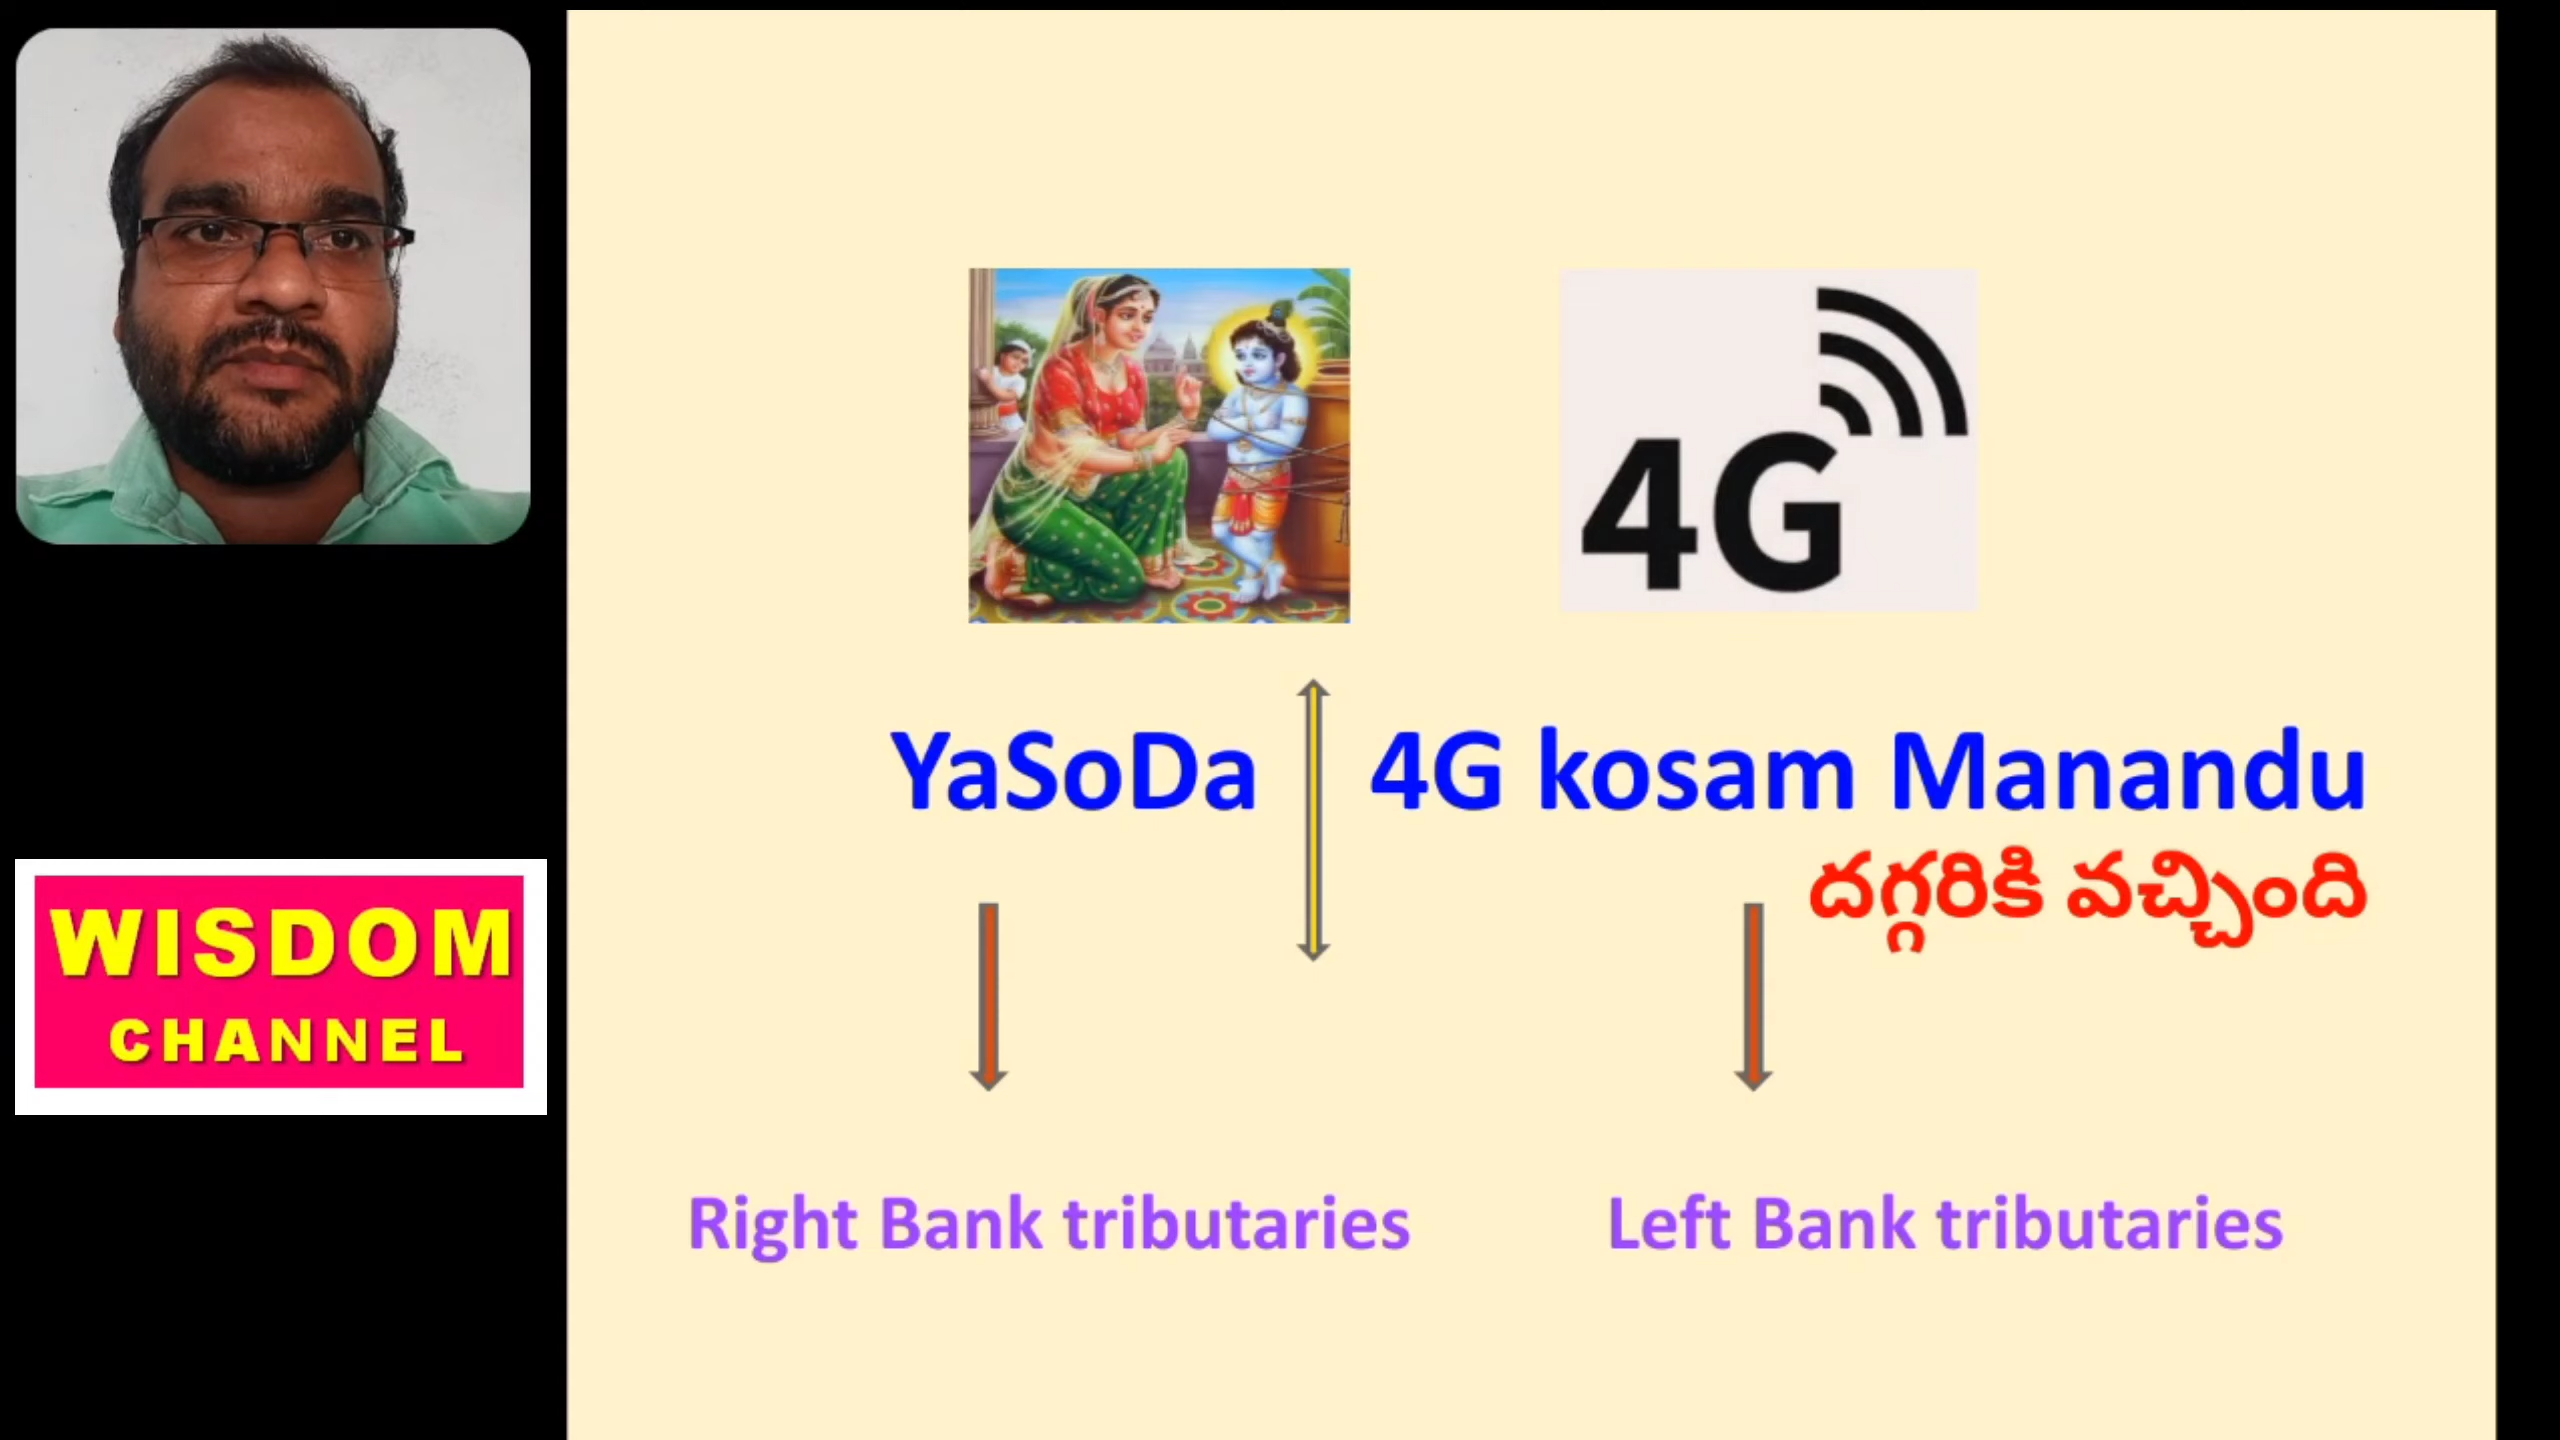 4G
YaSoDa
4G kosam Manandu
దగ్గరికి వచ్చింది
WISDOM
CHANNEL
Right Bank tributaries
Left Bank tributaries